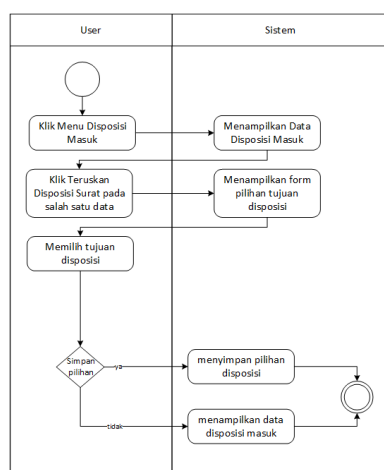 User
Sistem
Klik Menu Disposisi
Masuk
Menampilkan Data
Disposisi Masuk
Klik Teruskan
Disposisi Surat pada
salah satu data
Menampilkan form
pilihan tujuan
disposisi
Memilih tujuan
disposisi
Simpan
pilihan
ya
menyimpan pilihan
disposisi
tidak
menampilkan data
disposisi masuk